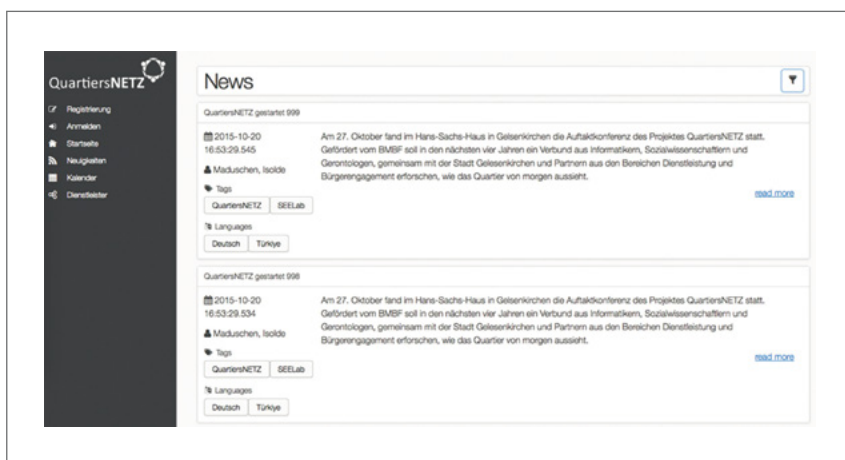 QuartiersNETZ
Registrierung
Anmelden
Startseite
Neuigkeiten
Kalender
Dienstleister
News
QuartiersNETZ gestartet 999
2015-10-20
16:53:29.545
Maduschen, Isolde
Tags
QuartiersNETZ SEELab
Languages
Deutsch Türkiye
Am 27. Oktober fand im Hans-Sachs-Haus in Gelsenkirchen die Auftaktkonferenz des Projektes QuartiersNETZ statt.
Gefördert vom BMBF soll in den nächsten vier Jahren ein Verbund aus Informatikern, Sozialwissenschaftlern und
Gerontologen, gemeinsam mit der Stadt Gelesenkirchen und Partnern aus den Bereichen Dienstleistung und
Bürgerengagement erforschen, wie das Quartier von morgen aussieht.
read more
QuartiersNETZ gestartet 998
2015-10-20
16:53:29.534
Maduschen, Isolde
Tags
QuartiersNETZ SEELab
Languages
Deutsch Türkiye
Am 27. Oktober fand im Hans-Sachs-Haus in Gelsenkirchen die Auftaktkonferenz des Projektes QuartiersNETZ statt.
Gefördert vom BMBF soll in den nächsten vier Jahren ein Verbund aus Informatikern, Sozialwissenschaftlern und
Gerontologen, gemeinsam mit der Stadt Gelesenkirchen und Partnern aus den Bereichen Dienstleistung und
Bürgerengagement erforschen, wie das Quartier von morgen aussieht.
read more